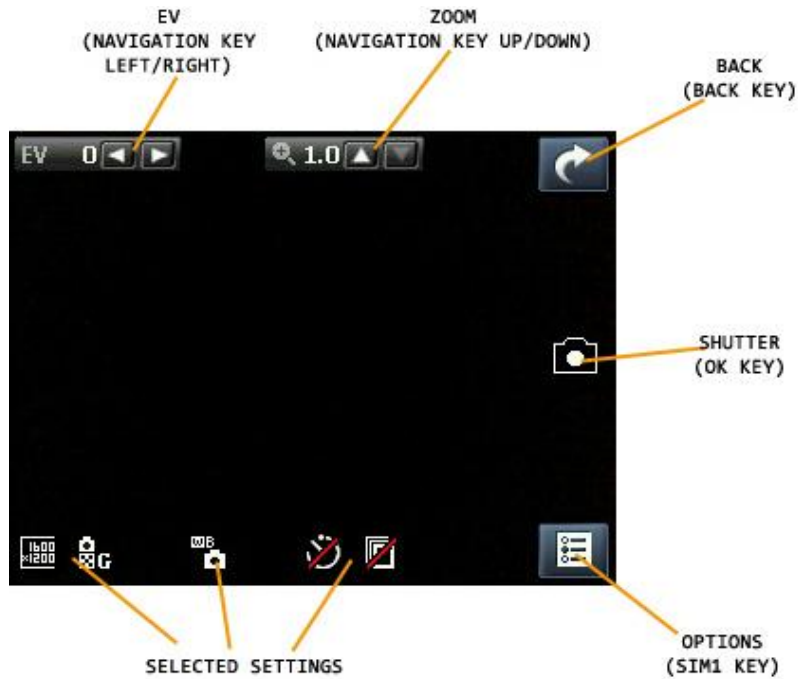 EV
(NAVIGATION KEY
LEFT/RIGHT)
ZOOM
(NAVIGATION KEY UP/DOWN)
BACK
(BACK KEY)
EV 0
1.0
SHUTTER
(OK KEY)
1600
×1200
G
WB
SELECTED SETTINGS
OPTIONS
(SIM1 KEY)